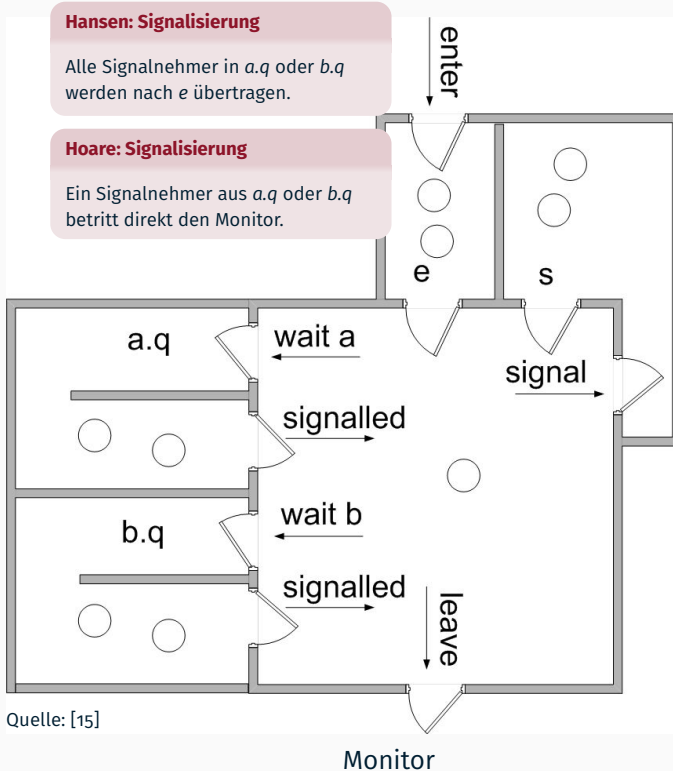 Hansen: Signalisierung
Alle Signalnehmer in a.q oder b.q
werden nach e übertragen.
Hoare: Signalisierung
Ein Signalnehmer aus a.q oder b.q
betritt direkt den Monitor.
enter
e
s
a.q
wait a
signal
signalled
b.q
wait b
signalled
leave
Quelle: [15]
Monitor